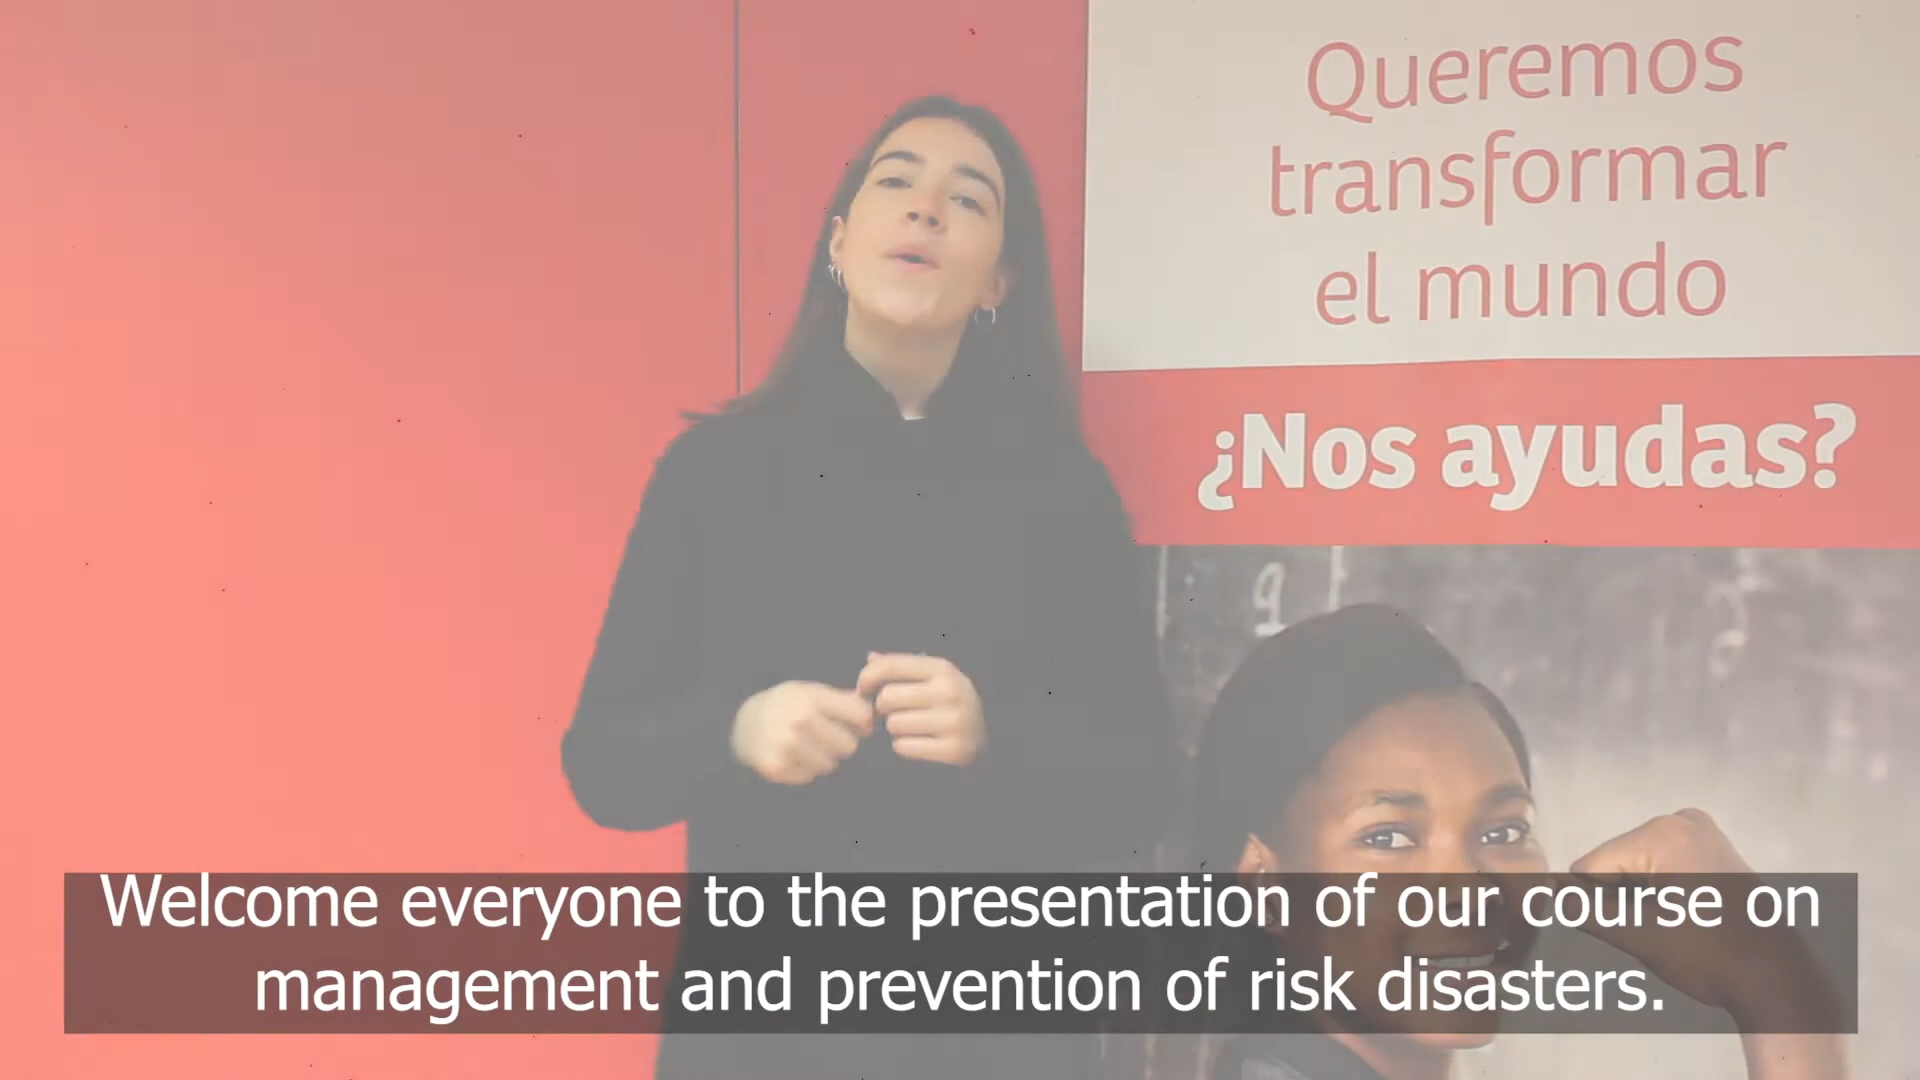 Queremos
transformar
el mundo
¿Nos ayudas?
9
Welcome everyone to the presentation of our course on
management and prevention of risk disasters.